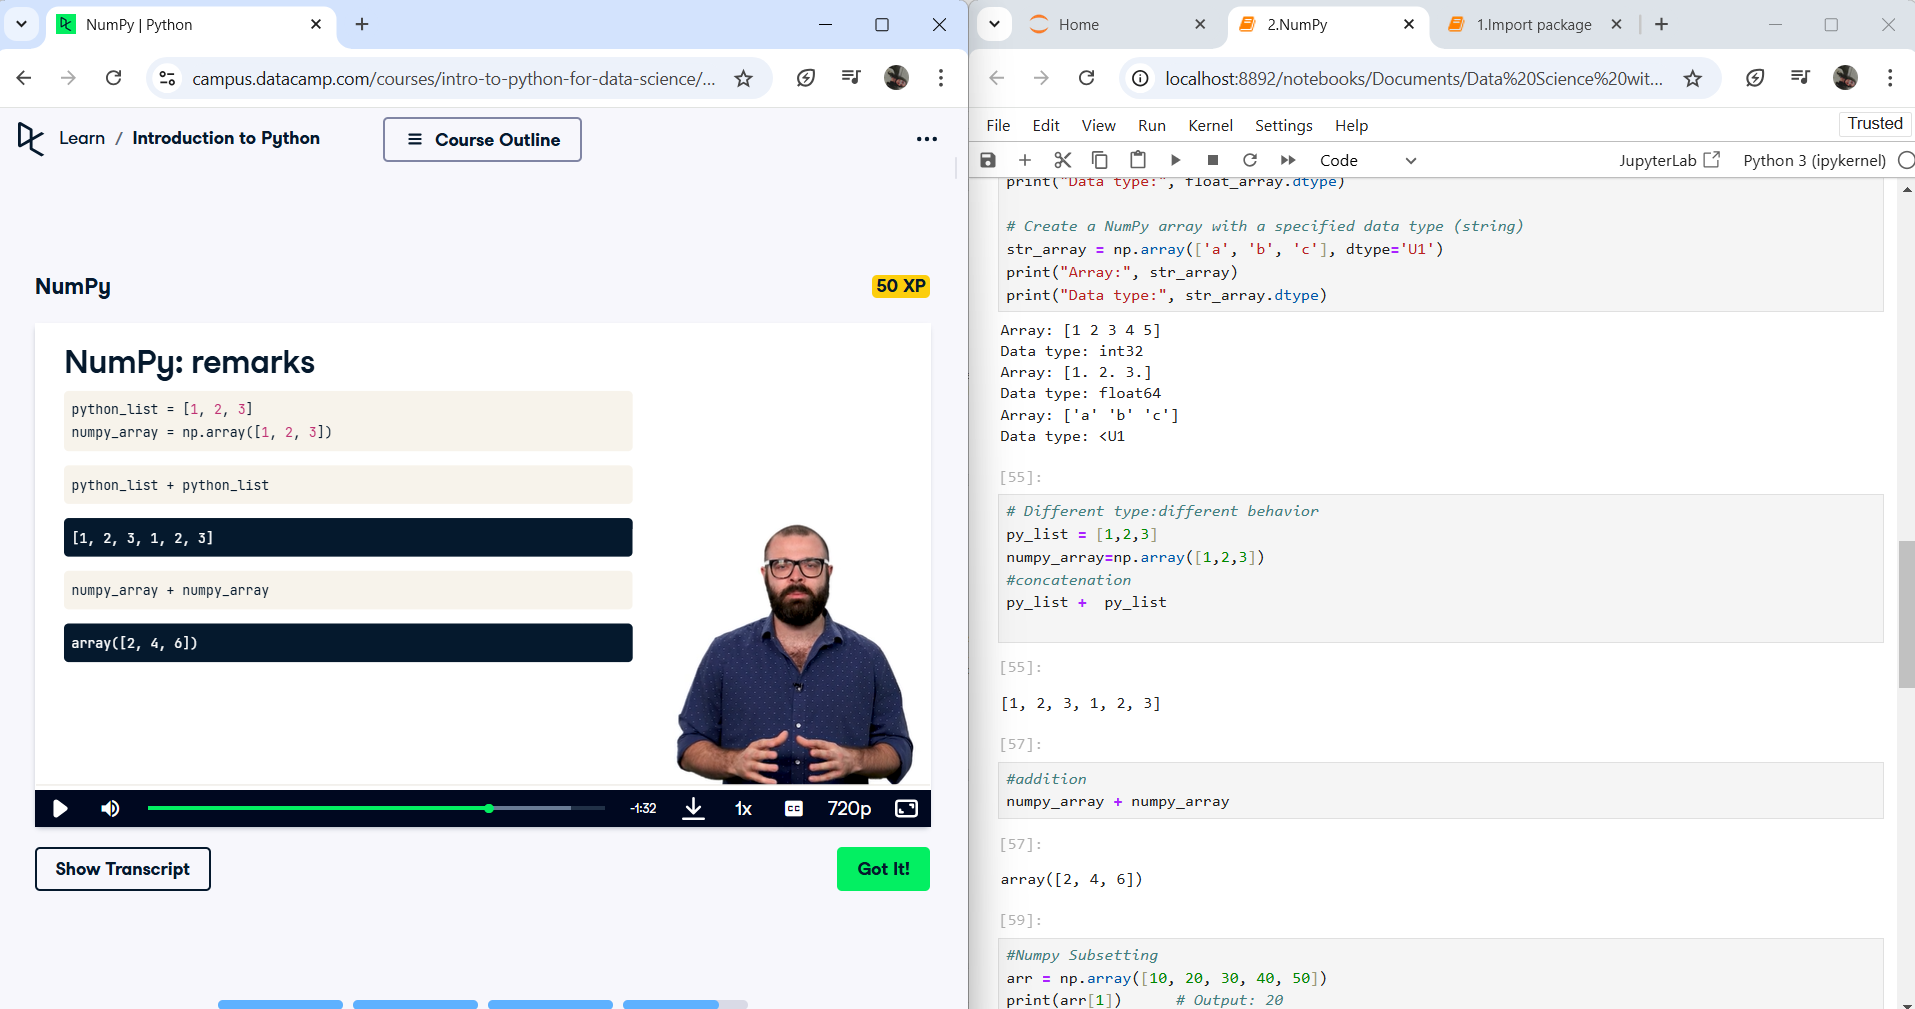 NumPy | Python
campus.datacamp.com/courses/intro-to-python-for-data-science/...
Learn / Introduction to Python
Course Outline
NumPy
50 XP
NumPy: remarks
python_list = [1, 2, 3]
numpy_array = np.array([1, 2, 3])
python_list + python_list
[1, 2, 3, 1, 2, 3]
numpy_array + numpy_array
array([2, 4, 6])
-1:32
1x
CC
720p
Show Transcript
Got It!
Home
2.NumPy
1.Import package
localhost:8892/notebooks/Documents/Data%20Science%20wit...
File Edit View Run Kernel Settings Help
Trusted
Code
JupyterLab
Python 3 (ipykernel)
print("Data type:", float_array.dtype)
# Create a NumPy array with a specified data type (string)
str_array = np.array(['a', 'b', 'c'], dtype='U1')
print("Array:", str_array)
print("Data type:", str_array.dtype)
Array: [1 2 3 4 5]
Data type: int32
Array: [1. 2. 3.]
Data type: float64
Array: ['a' 'b' 'c']
Data type: <U1
[55]:
# Different type:different behavior
py_list = [1,2,3]
numpy_array=np.array([1,2,3])
#concatenation
py_list +  py_list
[55]:
[1, 2, 3, 1, 2, 3]
[57]:
#addition
numpy_array + numpy_array
[57]:
array([2, 4, 6])
[59]:
#Numpy Subsetting
arr = np.array([10, 20, 30, 40, 50])
print(arr[1])      # Output: 20